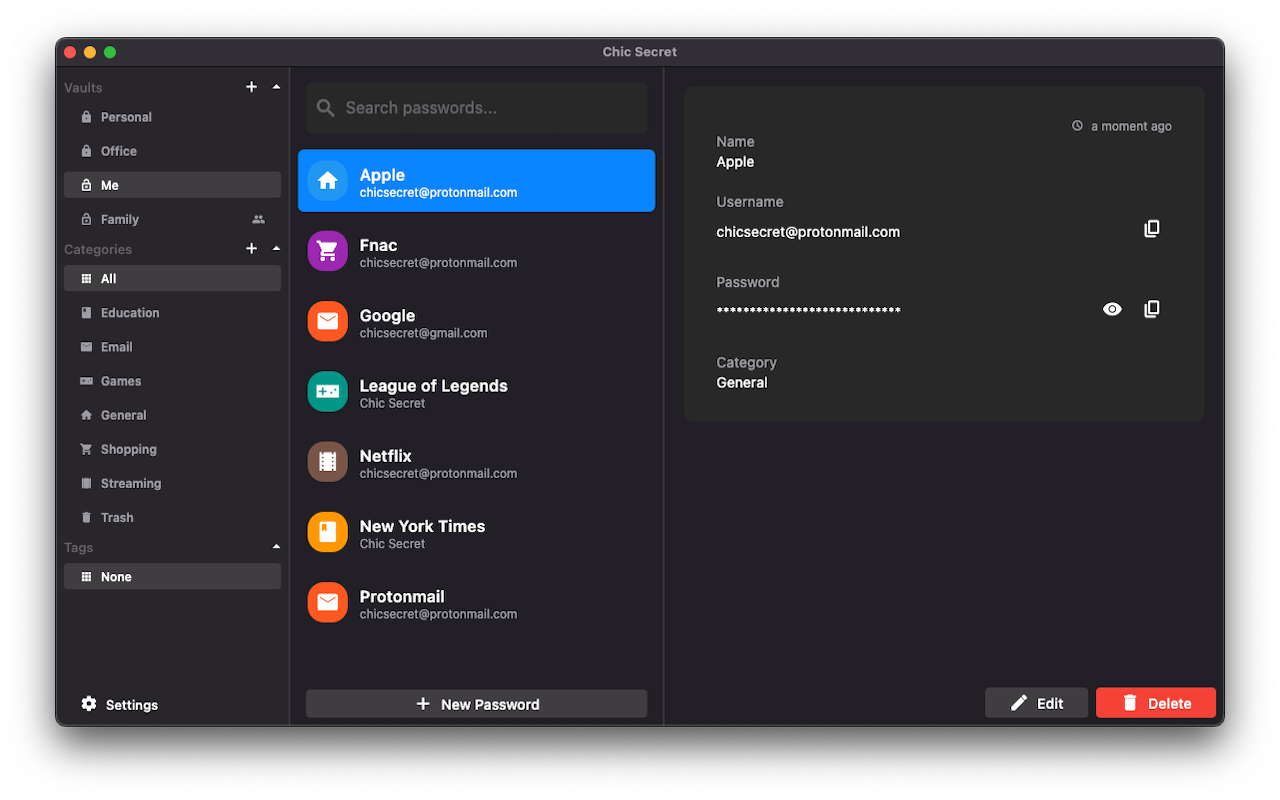 Chic Secret
Vaults
Personal
Office
Me
Family
Categories
All
Education
Email
Games
General
Shopping
Streaming
Trash
Tags
None
Settings
Search passwords...
Apple
chicsecret@protonmail.com
Fnac
chicsecret@protonmail.com
Google
chicsecret@gmail.com
League of Legends
Chic Secret
Netflix
chicsecret@protonmail.com
New York Times
Chic Secret
Protonmail
chicsecret@protonmail.com
+ New Password
a moment ago
Name
Apple
Username
chicsecret@protonmail.com
Password
****************************
Category
General
Edit
Delete